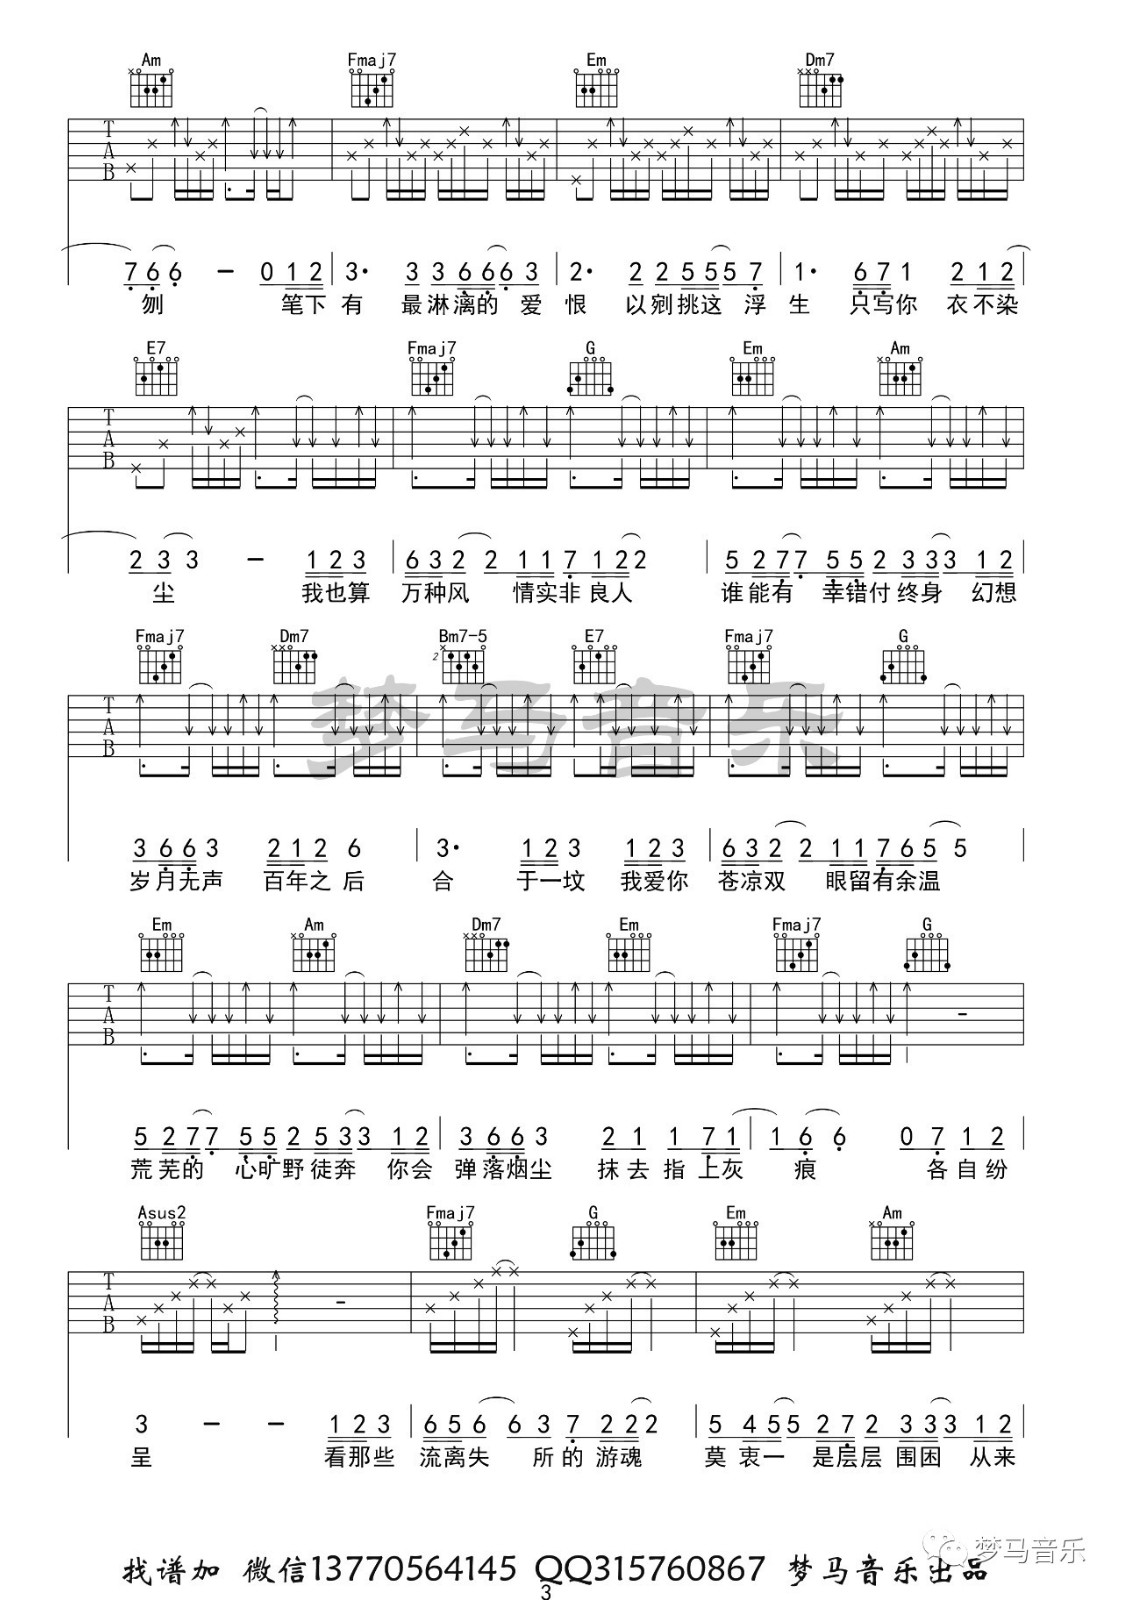 Am Fmaj7 Em Dm7
T A B
7 6 6 － 0 1 2 3· 3 3 6 6 6 3 2· 2 2 5 5 5 7 1· 6 7 1 2 1 2
刎 笔下 有 最淋漓的 爱 恨 以剜挑这 浮 生 只写你 衣不染
E7 Fmaj7 G Em Am
T A B
2 3 3 － 1 2 3 6 3 2 2 1 1 7 1 2 2 5 2 7 7 5 5 2 3 3 3 1 2
尘 我也算 万种风 情实非 良人 谁能有 幸错付 终身 幻想
Fmaj7 Dm7 Bm7-5 E7 Fmaj7 G
2
T A B
3 6 6 3 2 1 2 6 3· 1 2 3 1 2 3 6 3 2 2 1 1 7 6 5 5
岁月无声 百年之 后 合 于一坟 我爱你 苍凉双 眼留有余温
梦马音乐
Em Am Dm7 Em Fmaj7 G
T A B -
5 2 7 7 5 5 2 5 3 3 1 2 3 6 6 3 2 1 1 7 1 1 6 6 0 7 1 2
荒芜的 心旷野徒奔 你会 弹落烟尘 抹去 指 上灰 痕 各自纷
Asus2 Fmaj7 G Em Am
T A B -
3 － － 1 2 3 6 5 6 6 3 7 2 2 2 5 4 5 5 2 7 2 3 3 3 1 2
呈 看那些 流离失 所的 游魂 莫 衷一 是层层 围困 从来
梦马音乐
找谱加 微信13770564145 QQ315760867 梦马音乐出品
3